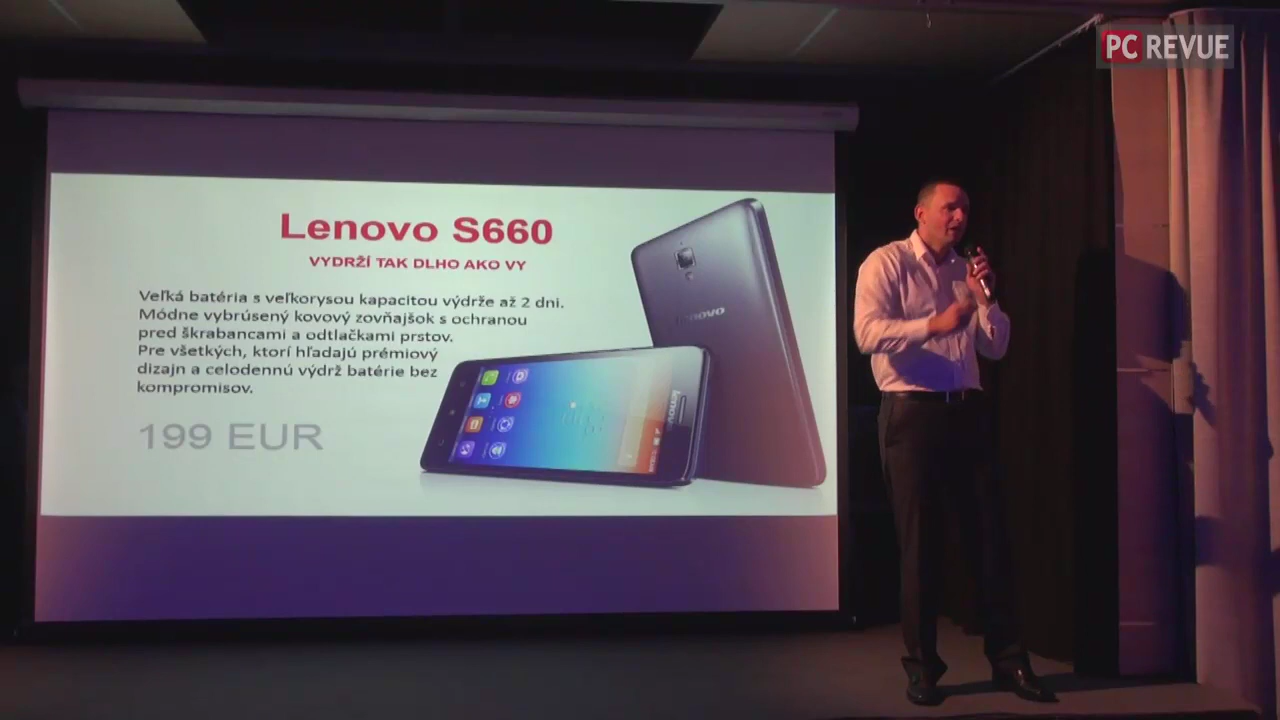 PC REVUE
Lenovo S660
VYDRŽÍ TAK DLHO AKO VY
Veľká batéria s veľkorysou kapacitou výdrže až 2 dni.
Módne vybrúsený kovový zovňajšok s ochranou
pred škrabancami a odtlačkami prstov.
Pre všetkých, ktorí hľadajú prémiový
dizajn a celodennú výdrž batérie bez
kompromisov.
199 EUR
lenovo
lenovo